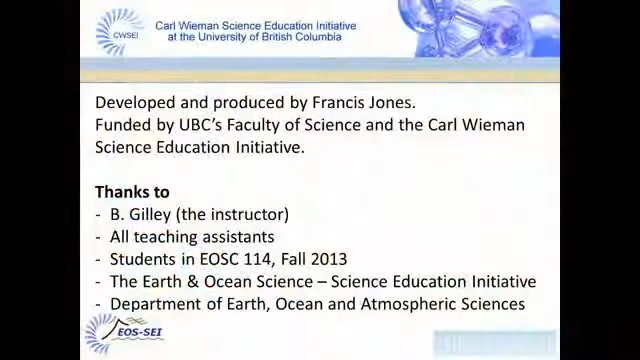 CWSEI
Carl Wieman Science Education Initiative
at the University of British Columbia
Developed and produced by Francis Jones.
Funded by UBC's Faculty of Science and the Carl Wieman
Science Education Initiative.
Thanks to
- B. Gilley (the instructor)
- All teaching assistants
- Students in EOSC 114, Fall 2013
- The Earth & Ocean Science – Science Education Initiative
- Department of Earth, Ocean and Atmospheric Sciences
EOS-SEI